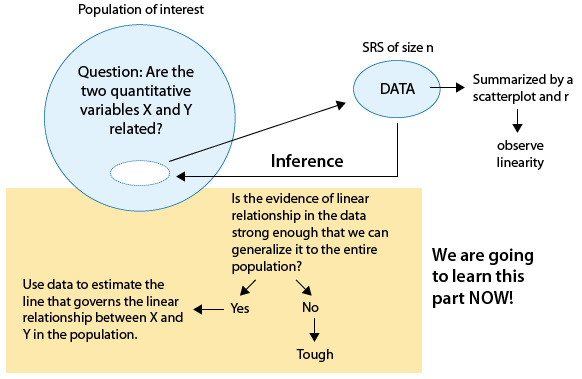 Population of interest
Question: Are the
two quantitative
variables X and Y
related?
SRS of size n
DATA
Summarized by a
scatterplot and r
observe
linearity
Inference
Is the evidence of linear
relationship in the data
strong enough that we can
generalize it to the entire
population?
Yes
No
Tough
Use data to estimate the
line that governs the linear
relationship between X and
Y in the population.
We are going
to learn this
part NOW!